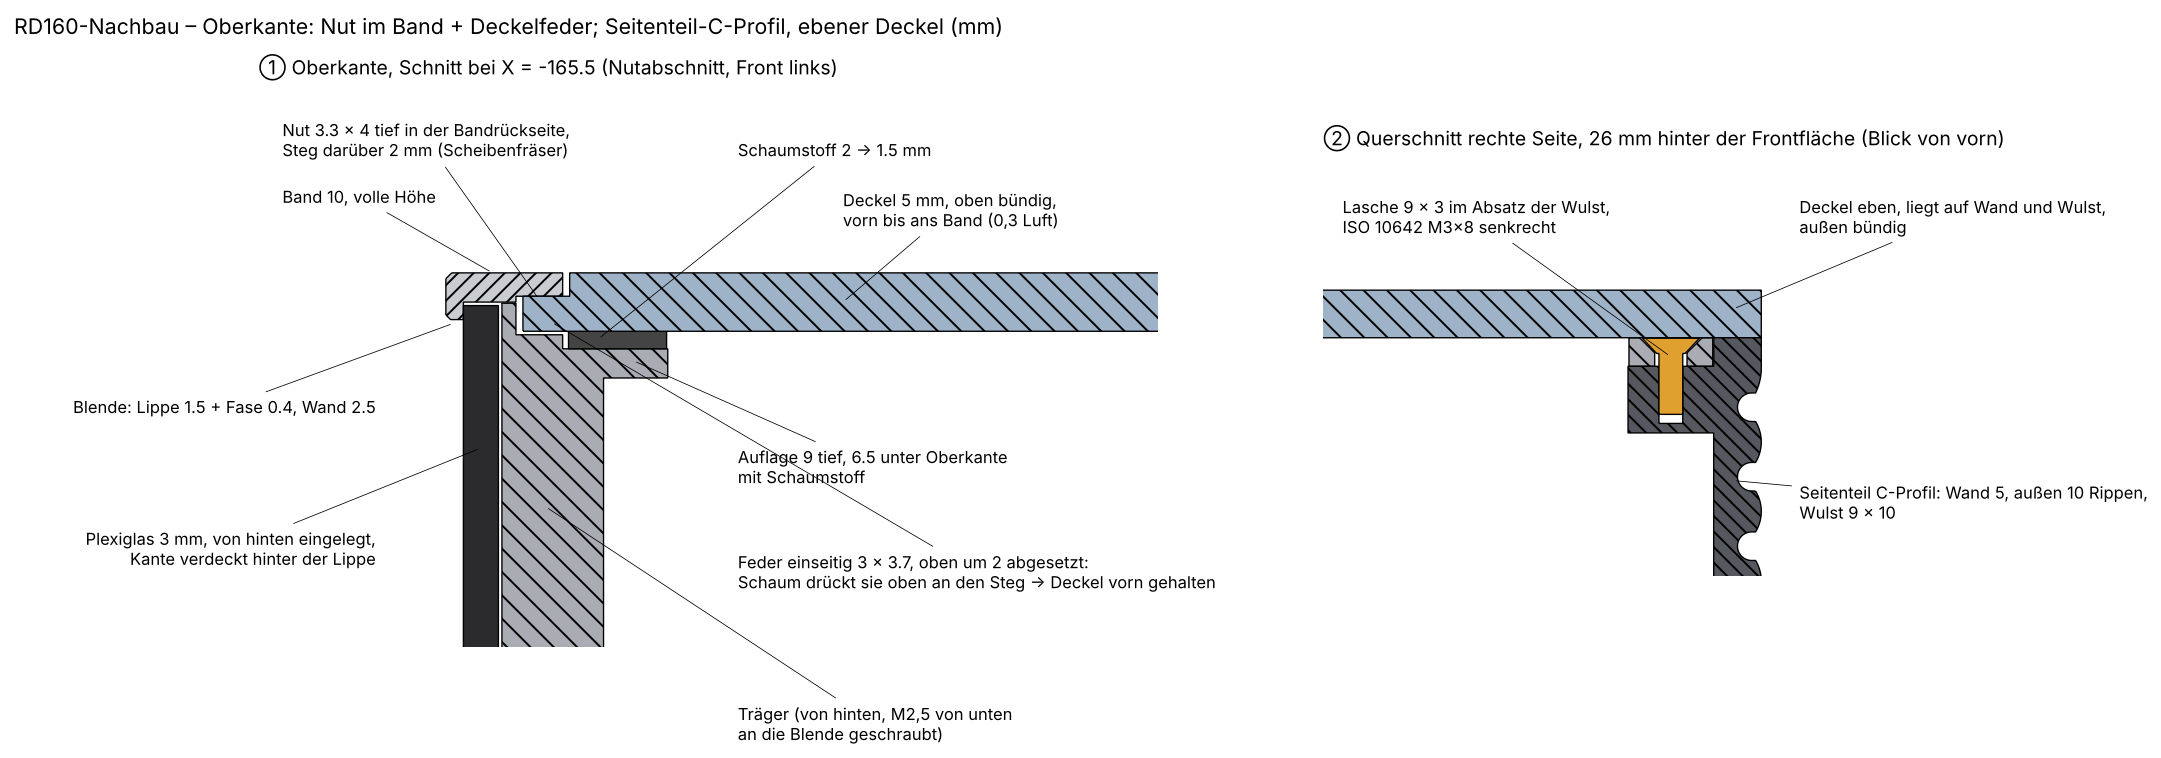 RD160-Nachbau – Oberkante: Nut im Band + Deckelfeder; Seitenteil-C-Profil, ebener Deckel (mm)
① Oberkante, Schnitt bei X = -165.5 (Nutabschnitt, Front links)
Nut 3.3 × 4 tief in der Bandrückseite,
Steg darüber 2 mm (Scheibenfräser)
Band 10, volle Höhe
Schaumstoff 2 → 1.5 mm
Deckel 5 mm, oben bündig,
vorn bis ans Band (0,3 Luft)
Blende: Lippe 1.5 + Fase 0.4, Wand 2.5
Auflage 9 tief, 6.5 unter Oberkante
mit Schaumstoff
Plexiglas 3 mm, von hinten eingelegt,
Kante verdeckt hinter der Lippe
Feder einseitig 3 × 3.7, oben um 2 abgesetzt:
Schaum drückt sie oben an den Steg → Deckel vorn gehalten
Träger (von hinten, M2,5 von unten
an die Blende geschraubt)
② Querschnitt rechte Seite, 26 mm hinter der Frontfläche (Blick von vorn)
Lasche 9 × 3 im Absatz der Wulst,
ISO 10642 M3×8 senkrecht
Deckel eben, liegt auf Wand und Wulst,
außen bündig
Seitenteil C-Profil: Wand 5, außen 10 Rippen,
Wulst 9 × 10